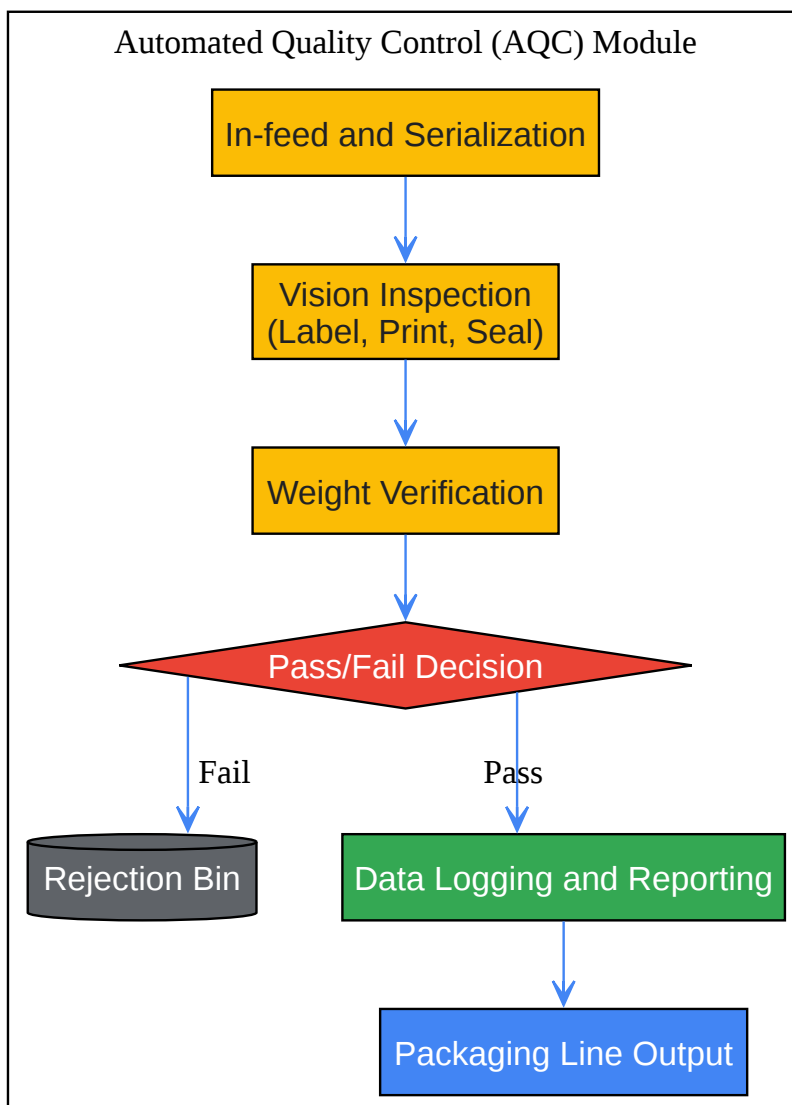 Automated Quality Control (AQC) Module
In-feed and Serialization
Vision Inspection
(Label, Print, Seal)
Weight Verification
Pass/Fail Decision
Fail
Pass
Rejection Bin
Data Logging and Reporting
Packaging Line Output